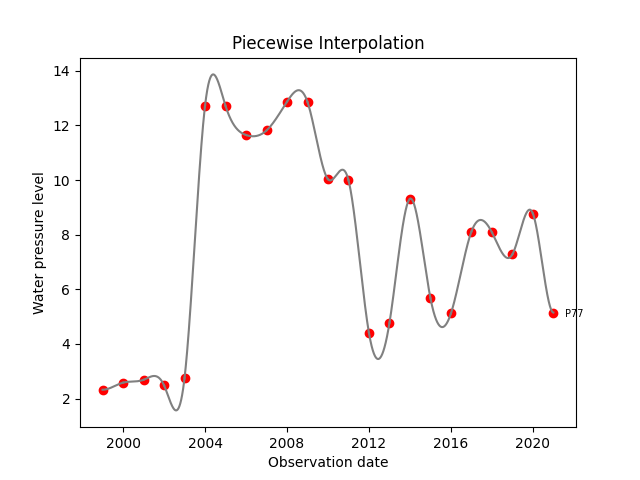 Piecewise Interpolation
14
12
10
8
6
4
2
Water pressure level
P77
2000 2004 2008 2012 2016 2020
Observation date